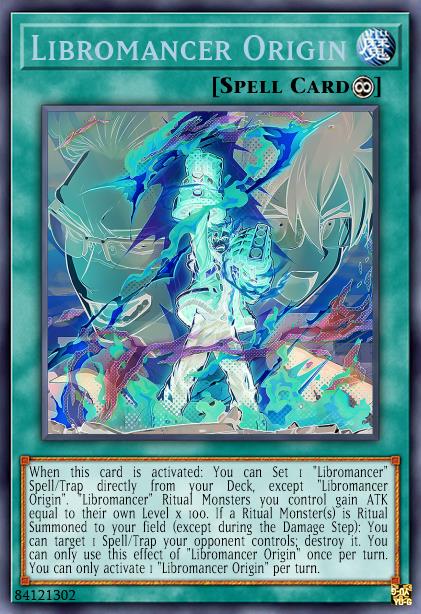 Libromancer Origin
魔
[Spell Card∞]
When this card is activated: You can Set 1 "Libromancer"
Spell/Trap directly from your Deck, except "Libromancer
Origin". "Libromancer" Ritual Monsters you control gain ATK
equal to their own Level x 100. If a Ritual Monster(s) is Ritual
Summoned to your field (except during the Damage Step): You
can target 1 Spell/Trap your opponent controls; destroy it. You
can only use this effect of "Libromancer Origin" once per turn.
You can only activate 1 "Libromancer Origin" per turn.
84121302